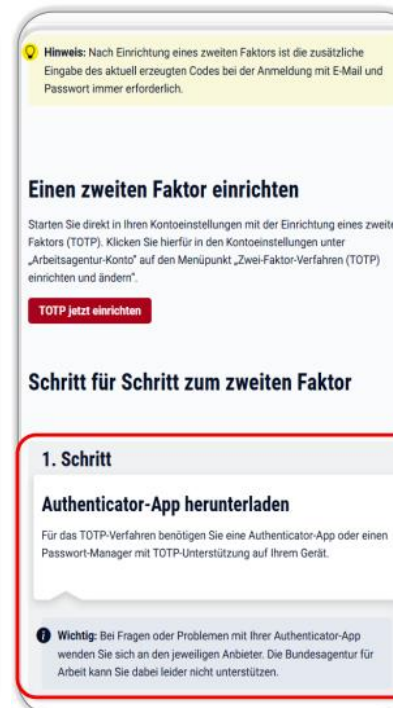 Hinweis: Nach Einrichtung eines zweiten Faktors ist die zusätzliche
Eingabe des aktuell erzeugten Codes bei der Anmeldung mit E-Mail und
Passwort immer erforderlich.
Einen zweiten Faktor einrichten
Starten Sie direkt in Ihren Kontoeinstellungen mit der Einrichtung eines
Faktors (TOTP). Klicken Sie hierfür in den Kontoeinstellungen unter
„Arbeitsagentur-Konto" auf den Menüpunkt „Zwei-Faktor-Verfahren (TOTP)
einrichten und ändern".
TOTP jetzt einrichten
Schritt für Schritt zum zweiten Faktor
1. Schritt
Authenticator-App herunterladen
Für das TOTP-Verfahren benötigen Sie eine Authenticator-App oder einen
Passwort-Manager mit TOTP-Unterstützung auf Ihrem Gerät.
Wichtig: Bei Fragen oder Problemen mit Ihrer Authenticator-App
wenden Sie sich an den jeweiligen Anbieter. Die Bundesagentur für
Arbeit kann Sie dabei leider nicht unterstützen.